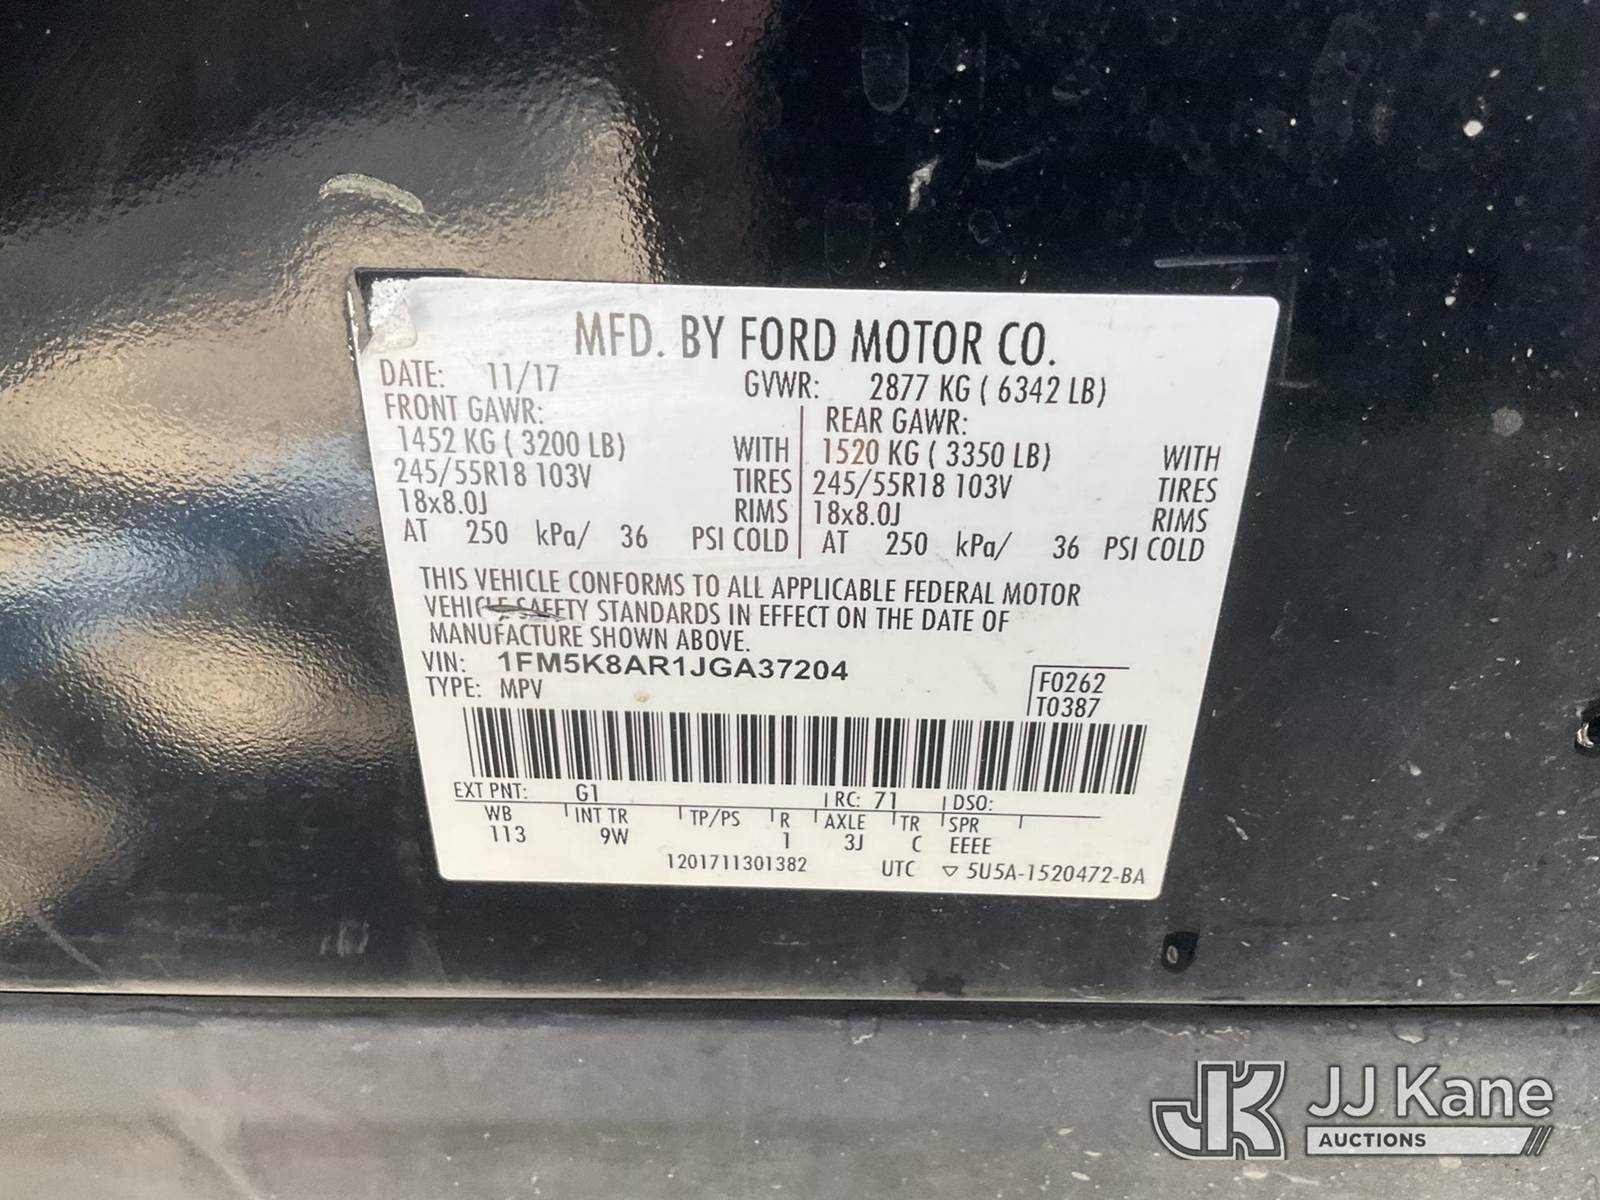 MFD. BY FORD MOTOR CO.
DATE: 11/17 GVWR: 2877 KG ( 6342 LB)
FRONT GAWR: REAR GAWR:
1452 KG ( 3200 LB) WITH 1520 KG ( 3350 LB) WITH
245/55R18 103V TIRES 245/55R18 103V TIRES
18x8.0J RIMS 18x8.0J RIMS
AT 250 kPa/ 36 PSI COLD AT 250 kPa/ 36 PSI COLD
THIS VEHICLE CONFORMS TO ALL APPLICABLE FEDERAL MOTOR
VEHICLE SAFETY STANDARDS IN EFFECT ON THE DATE OF
MANUFACTURE SHOWN ABOVE.
VIN: 1FM5K8AR1JGA37204
TYPE: MPV
F0262
T0387
EXT PNT: G1 RC: 71 DSO:
WB INT TR TP/PS R AXLE TR SPR
113 9W 1 3J C EEEE
1201711301382 UTC ▽ 5U5A-1520472-BA
JK JJ Kane
AUCTIONS